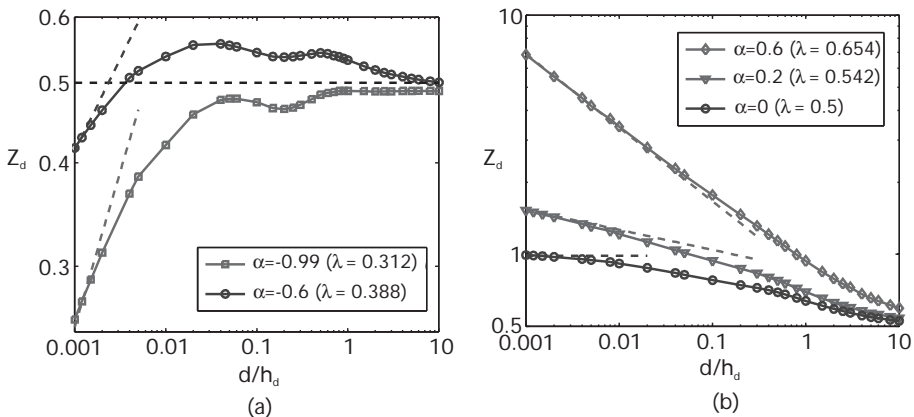 (a)
0.6
0.5
0.4
0.3
Z_d
α=-0.99 (λ = 0.312)
α=-0.6 (λ = 0.388)
0.001
0.01
0.1
1
10
d/h_d
(a)
(b)
10
1
0.5
Z_d
α=0.6 (λ = 0.654)
α=0.2 (λ = 0.542)
α=0 (λ = 0.5)
0.001
0.01
0.1
1
10
d/h_d
(b)